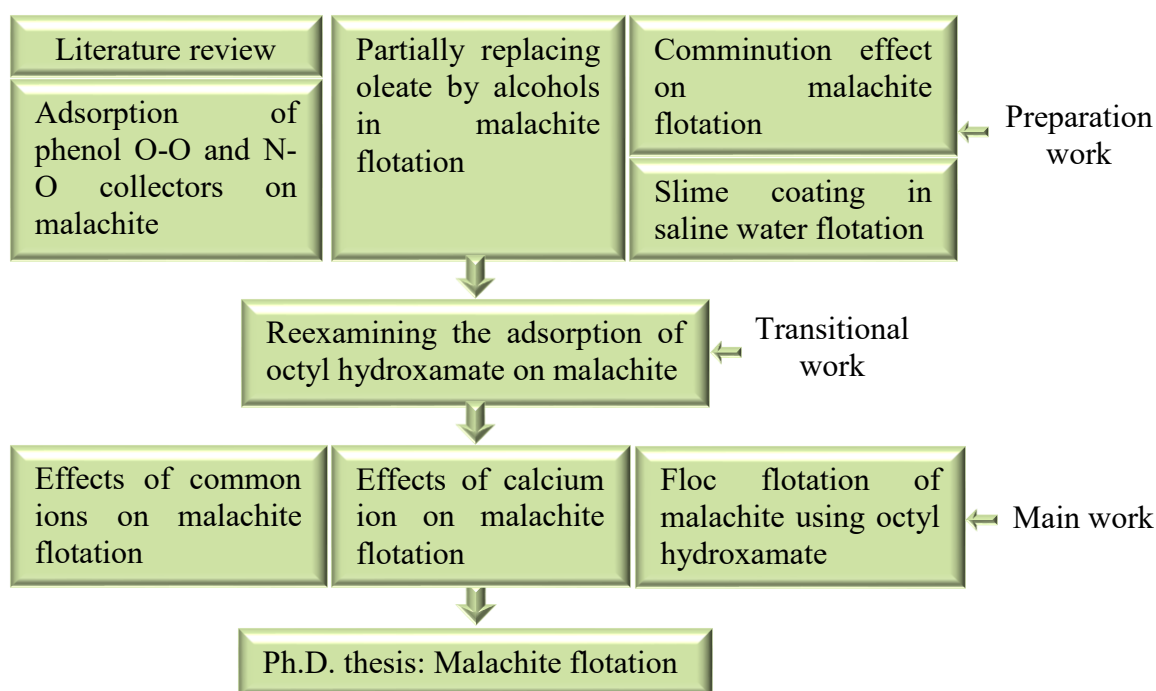 Literature review
Adsorption of
phenol O-O and N-
O collectors on
malachite
Partially replacing
oleate by alcohols
in malachite
flotation
Comminution effect
on malachite
flotation
Slime coating in
saline water flotation
Preparation
work
Reexamining the adsorption of
octyl hydroxamate on malachite
Transitional
work
Effects of common
ions on malachite
flotation
Effects of calcium
ion on malachite
flotation
Floc flotation of
malachite using octyl
hydroxamate
Main work
Ph.D. thesis: Malachite flotation